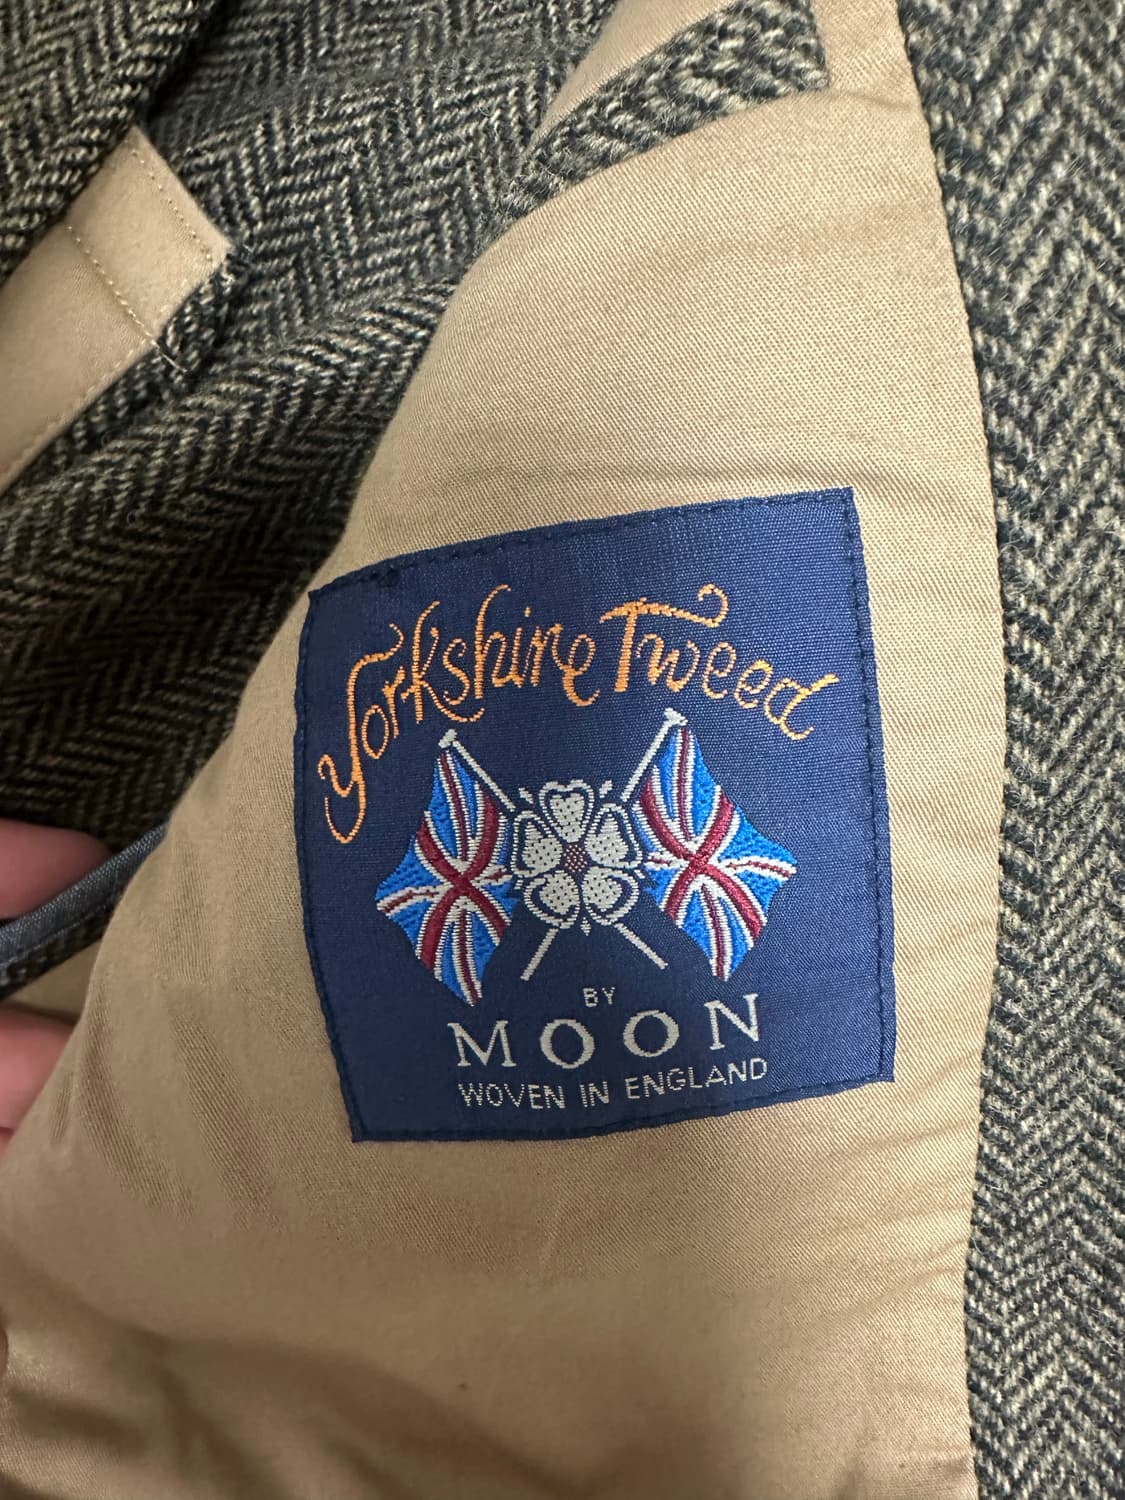 Yorkshire Tweed
BY
MOON
WOVEN IN ENGLAND